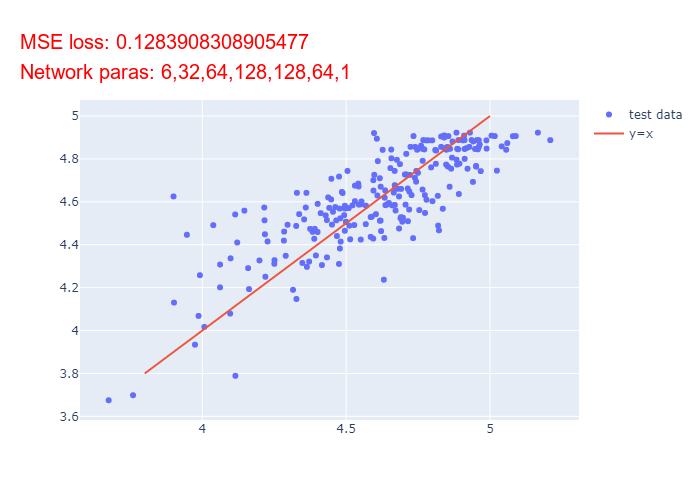 MSE loss: 0.1283908308905477
Network paras: 6,32,64,128,128,64,1
test data
y=x
5
4.8
4.6
4.4
4.2
4
3.8
3.6
4
4.5
5